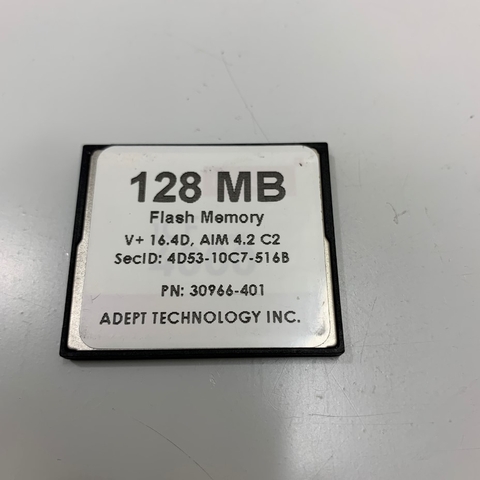 128 MB
Flash Memory
V+ 16.4D, AIM 4.2 C2
SecID: 4D53-10C7-516B
PN: 30966-401
ADEPT TECHNOLOGY INC.